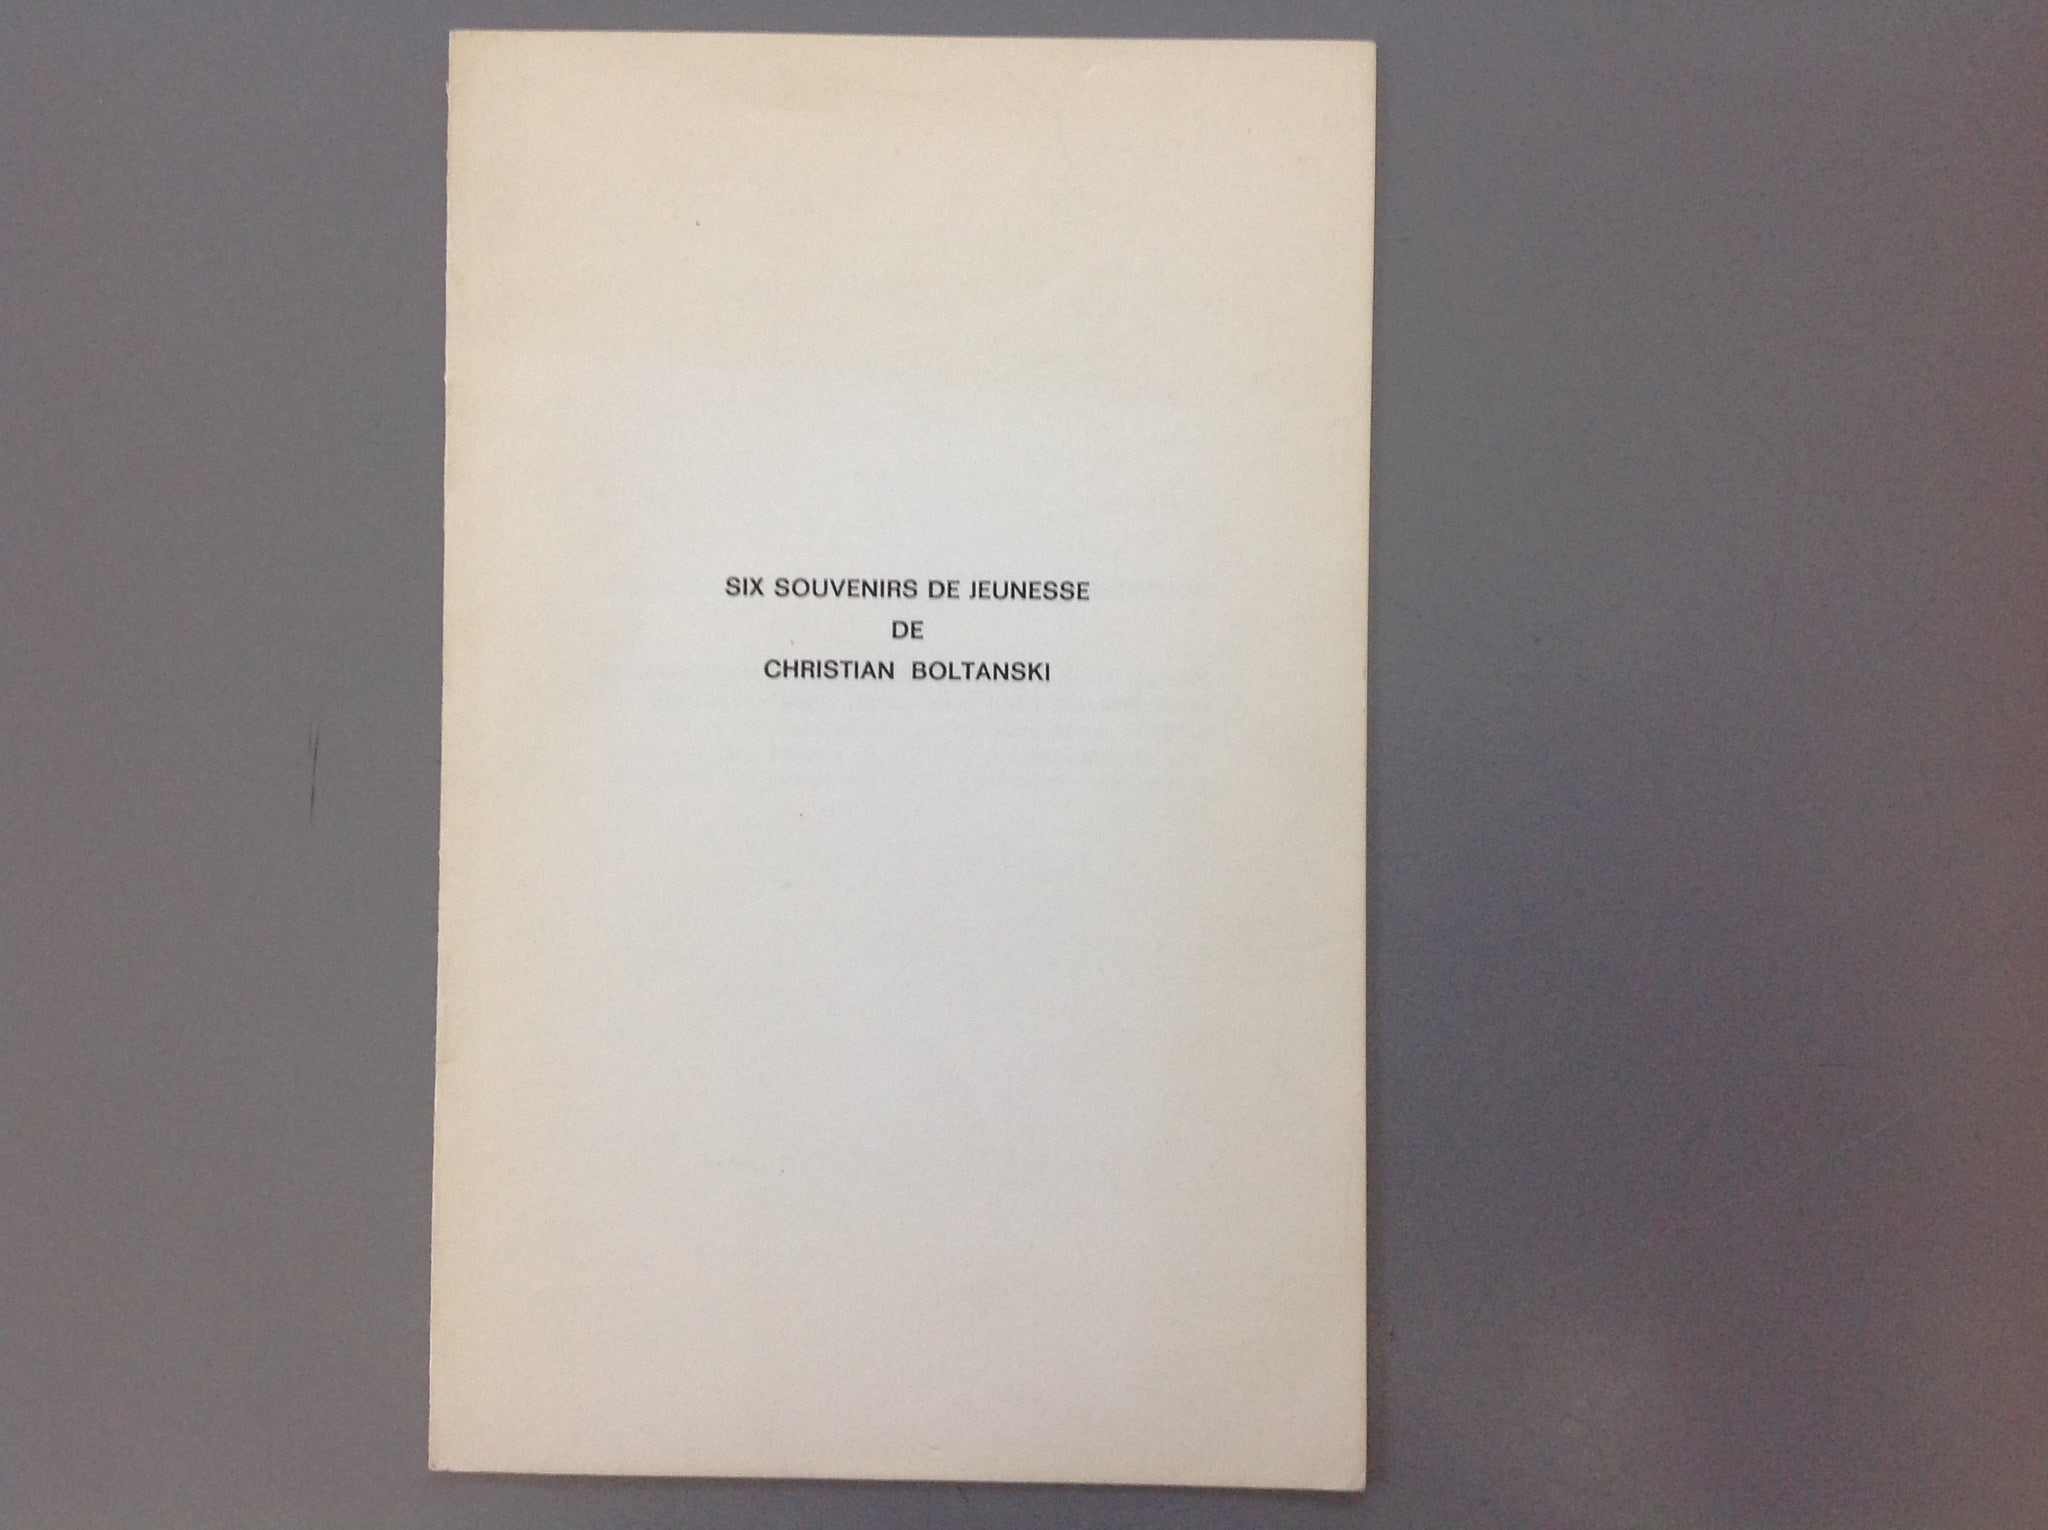 SIX SOUVENIRS DE JEUNESSE
DE
CHRISTIAN BOLTANSKI